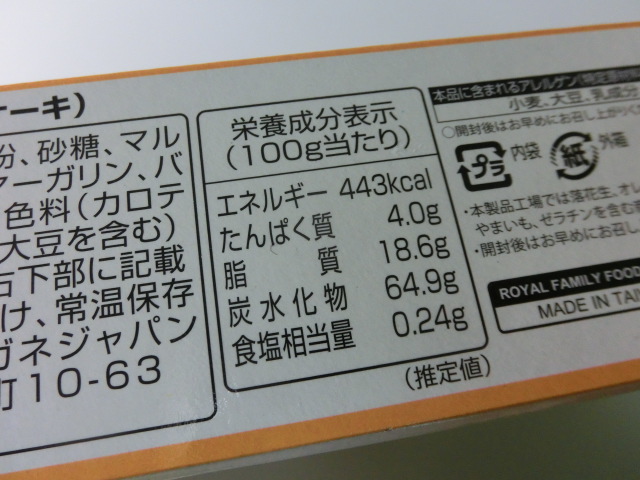 ケーキ)
粉、砂糖、マル
マーガリン、バ
色料(カロテ
大豆を含む)
右下部に記載
け、常温保存
ガネジャパン
町10-63
栄養成分表示
(100g当たり)
エネルギー 443kcal
たんぱく質 4.0g
脂質 18.6g
炭水化物 64.9g
食塩相当量 0.24g
(推定値)
本品に含まれるアレルゲン
小麦、大豆、乳成分
○開封後はお早めにお召し上がりく
プラ 内袋 紙 外箱
・本製品工場では落花生、オレ
やまいも、ゼラチンを含む
・開封後はお早めにお召し
ROYAL FAMILY FOOD
MADE IN TAI